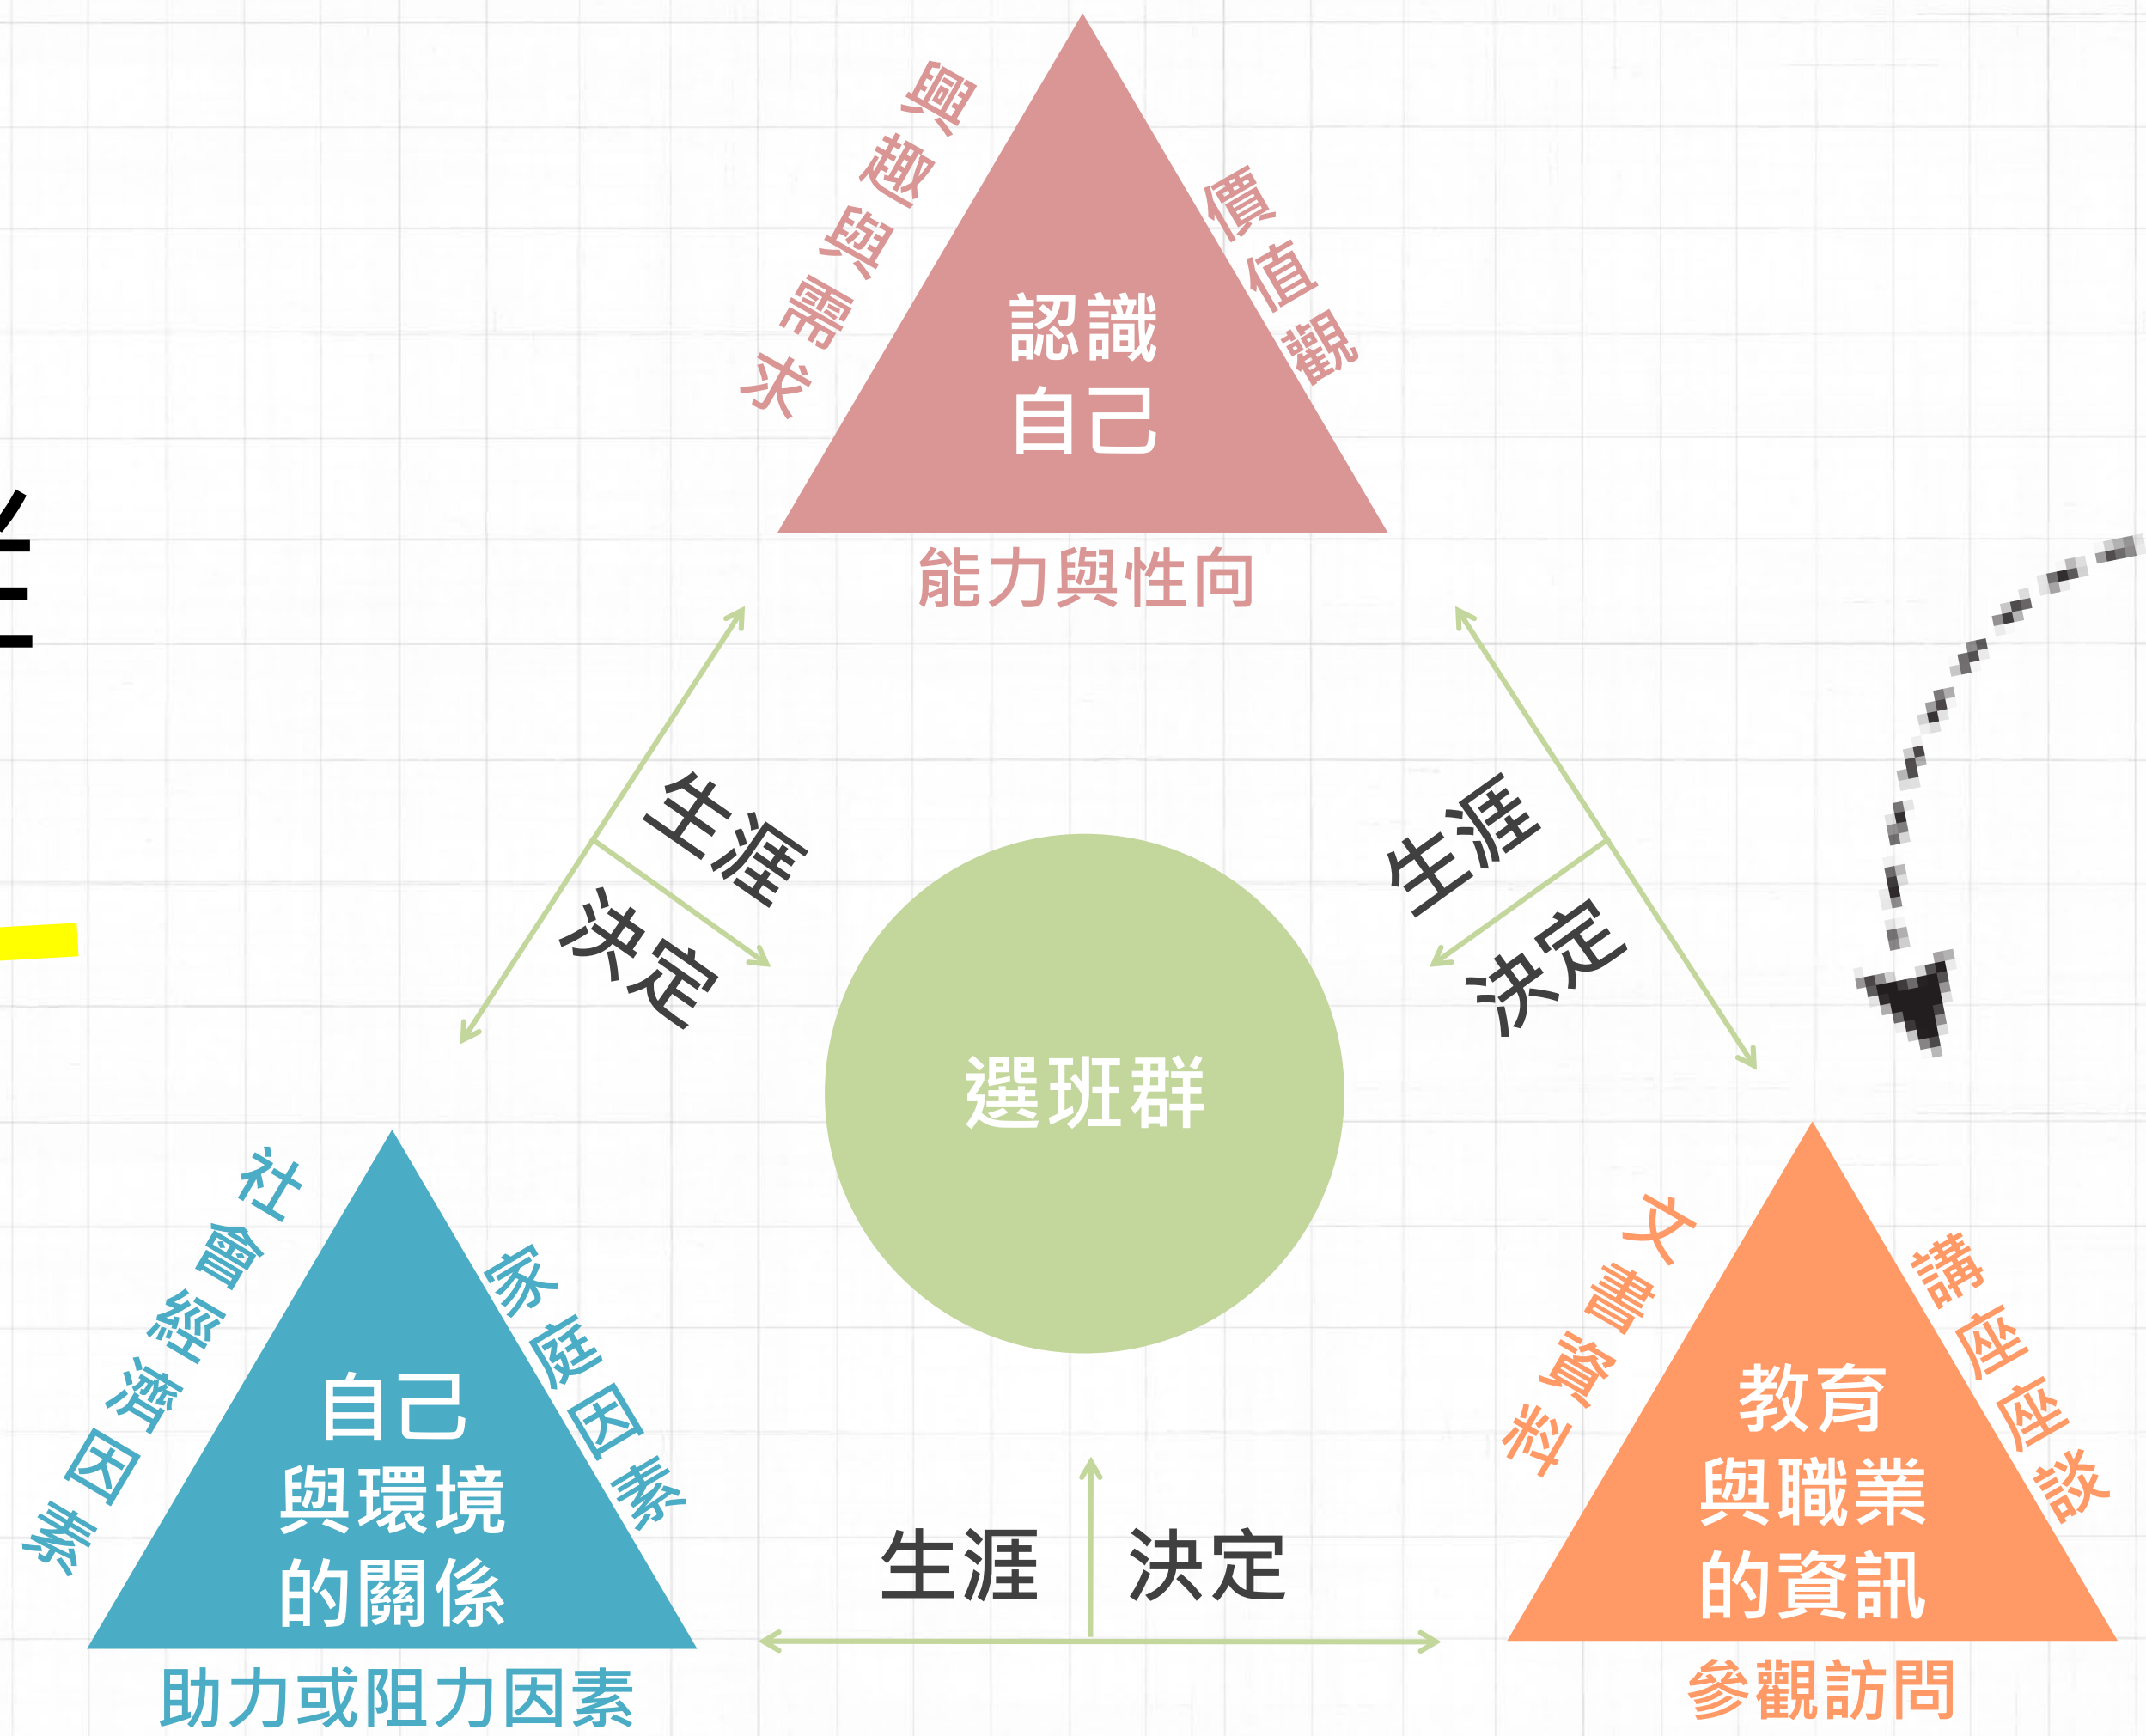 興趣與需求
價值觀
認識
自己
能力與性向
生涯
決定
生涯
決定
選班群
社會經濟因素
家庭因素
自己
與環境
的關係
助力或阻力因素
生涯 決定
文書資料
講座座談
教育
與職業
的資訊
參觀訪問